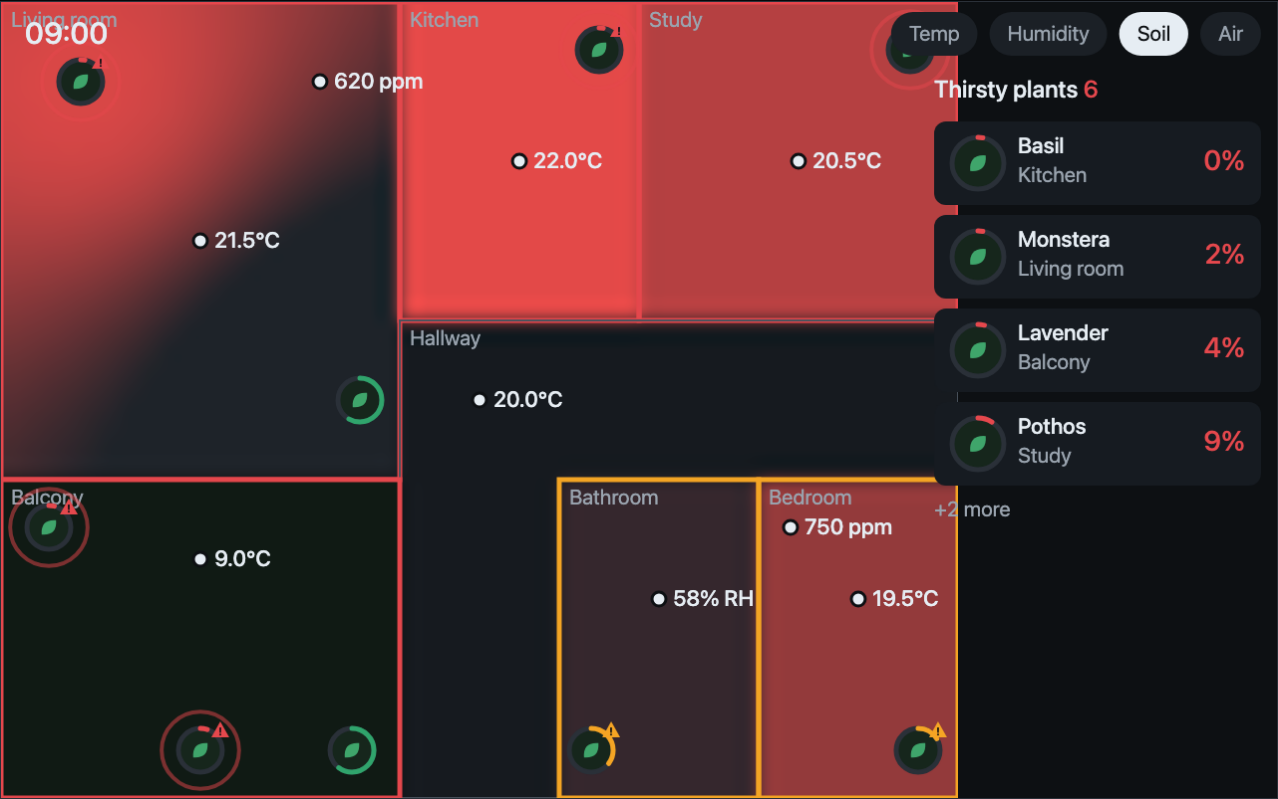 Living room
09:00
620 ppm
21.5°C
Kitchen
22.0°C
Study
20.5°C
Temp
Humidity
Soil
Air
Thirsty plants 6
Basil
Kitchen
0%
Monstera
Living room
2%
Lavender
Balcony
4%
Pothos
Study
9%
+2 more
Hallway
20.0°C
Balcony
9.0°C
Bathroom
58% RH
Bedroom
750 ppm
19.5°C